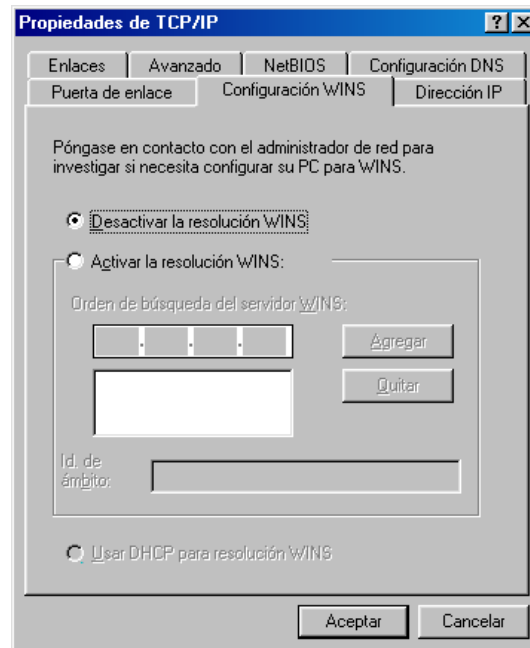 Propiedades de TCP/IP
Enlaces Avanzado NetBIOS Configuración DNS
Puerta de enlace Configuración WINS Dirección IP
Póngase en contacto con el administrador de red para
investigar si necesita configurar su PC para WINS.
Desactivar la resolución WINS
Activar la resolución WINS:
Orden de búsqueda del servidor WINS:
. . .
Agregar
Quitar
Id. de
ámbito:
Usar DHCP para resolución WINS
Aceptar Cancelar